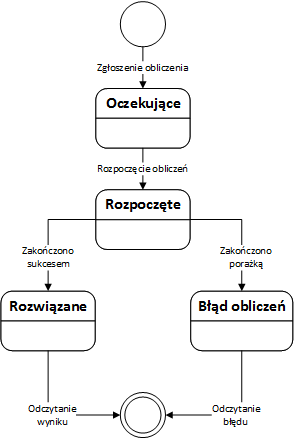 Zgłoszenie obliczenia
Oczekujące
Rozpoczęcie obliczeń
Rozpoczęte
Zakończono
sukcesem
Zakończono
porażką
Rozwiązane
Błąd obliczeń
Odczytanie
wyniku
Odczytanie
błędu